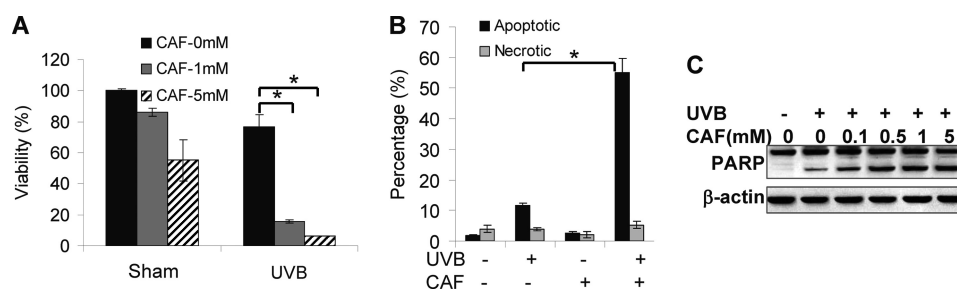 A
CAF-0mM
CAF-1mM
CAF-5mM
Viability (%)
120
100
80
60
40
20
0
*
*
Sham UVB
B
Apoptotic
Necrotic
Percentage (%)
70
60
50
40
30
20
10
0
*
UVB - + - +
CAF - - + +
C
UVB - + + + + +
CAF(mM) 0 0 0.1 0.5 1 5
PARP
β-actin